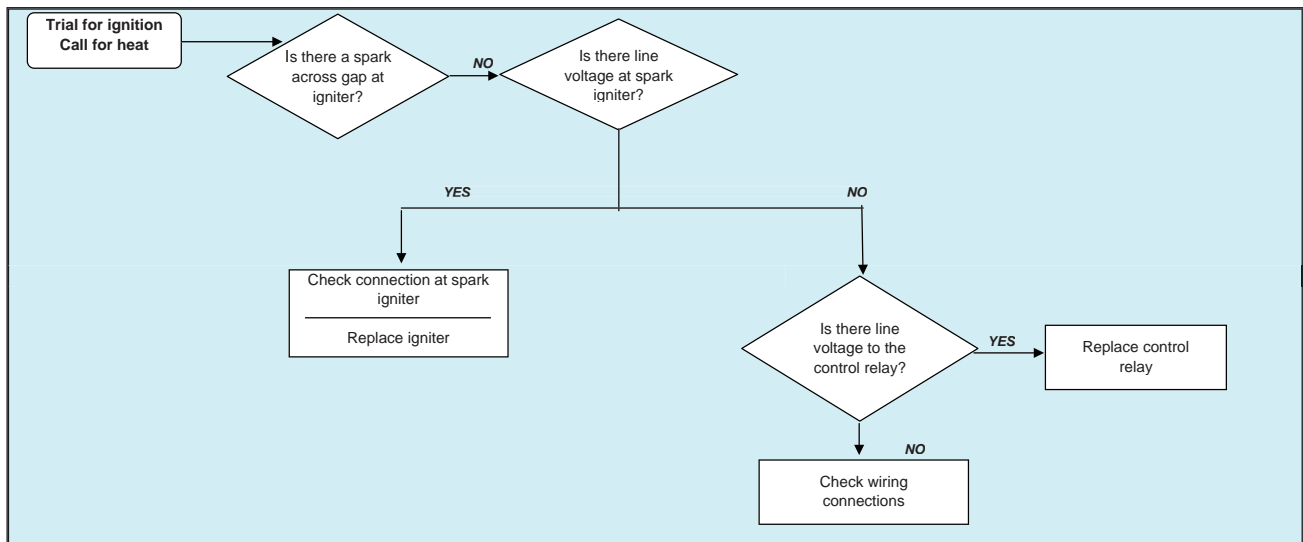 Trial for ignition
Call for heat
Is there a spark
across gap at
igniter?
NO
Is there line
voltage at spark
igniter?
YES
NO
Check connection at spark
igniter
Replace igniter
Is there line
voltage to the
control relay?
YES
Replace control
relay
NO
Check wiring
connections